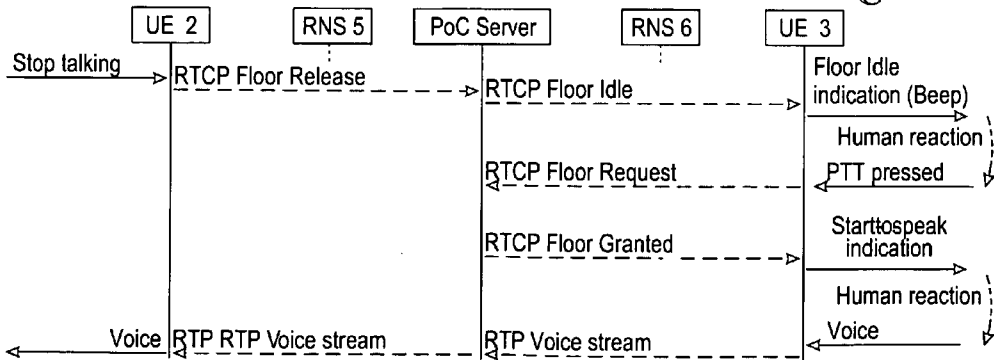 UE 2 RNS 5 PoC Server RNS 6 UE 3
Stop talking
RTCP Floor Release
RTCP Floor Idle
Floor Idle
indication (Beep)
Human reaction
RTCP Floor Request
PTT pressed
RTCP Floor Granted
Starttospeak
indication
Human reaction
Voice
RTP RTP Voice stream
RTP Voice stream
Voice